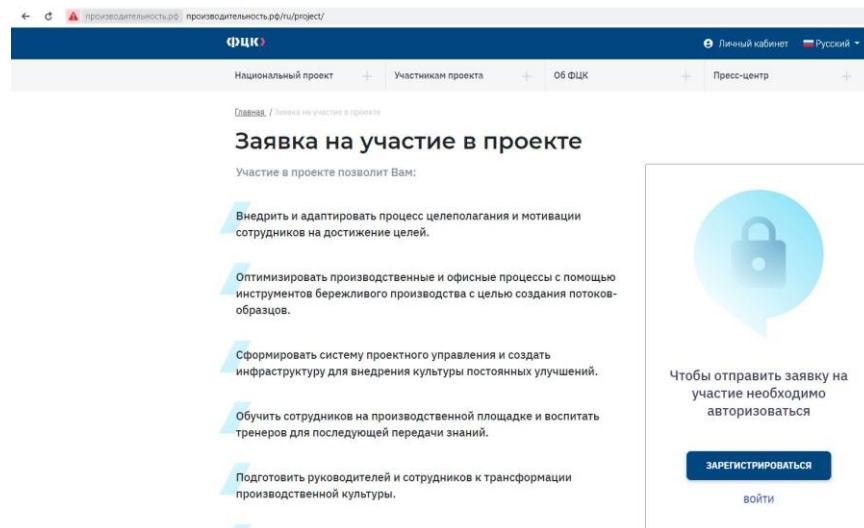 производительность.рф производительность.рф/ru/project/
ФЦК
Личный кабинет Русский
Национальный проект Участникам проекта Об ФЦК Пресс-центр
Главная / Заявка на участие в проекте
Заявка на участие в проекте
Участие в проекте позволит Вам:
Внедрить и адаптировать процесс целеполагания и мотивации
сотрудников на достижение целей.
Оптимизировать производственные и офисные процессы с помощью
инструментов бережливого производства с целью создания потоков-
образцов.
Сформировать систему проектного управления и создать
инфраструктуру для внедрения культуры постоянных улучшений.
Обучить сотрудников на производственной площадке и воспитать
тренеров для последующей передачи знаний.
Подготовить руководителей и сотрудников к трансформации
производственной культуры.
Чтобы отправить заявку на
участие необходимо
авторизоваться
ЗАРЕГИСТРИРОВАТЬСЯ
ВОЙТИ